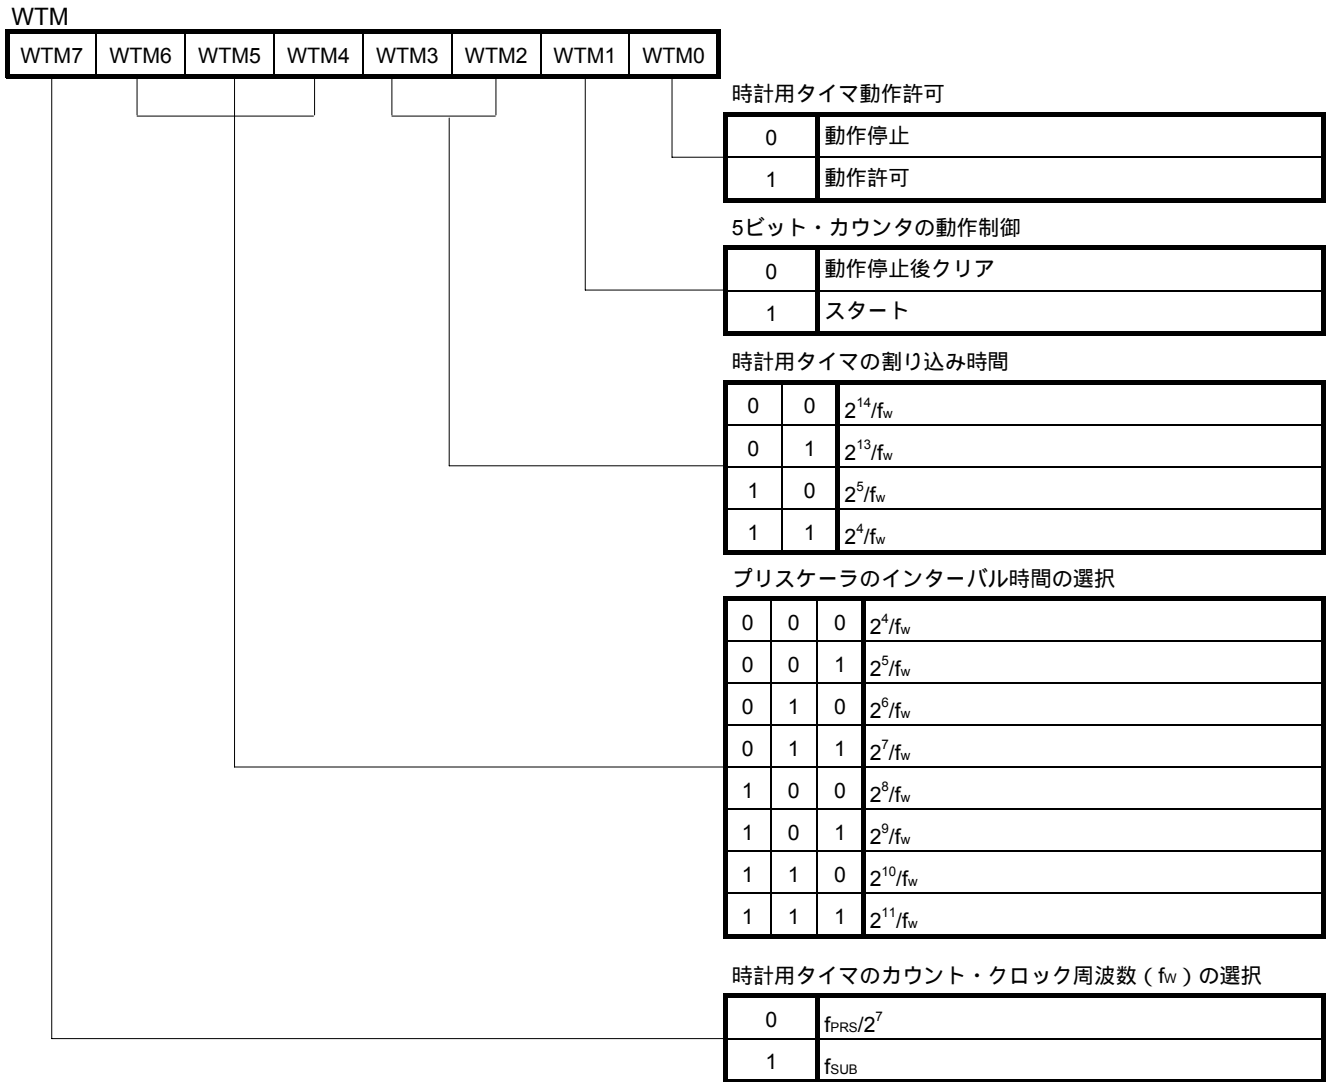 WTM
WTM7 WTM6 WTM5 WTM4 WTM3 WTM2 WTM1 WTM0
時計用タイマ動作許可
0 動作停止
1 動作許可
5ビット・カウンタの動作制御
0 動作停止後クリア
1 スタート
時計用タイマの割り込み時間
0 0 2^14/fw
0 1 2^13/fw
1 0 2^5/fw
1 1 2^4/fw
プリスケーラのインターバル時間の選択
0 0 0 2^4/fw
0 0 1 2^5/fw
0 1 0 2^6/fw
0 1 1 2^7/fw
1 0 0 2^8/fw
1 0 1 2^9/fw
1 1 0 2^10/fw
1 1 1 2^11/fw
時計用タイマのカウント・クロック周波数（fw）の選択
0 fPRS/2^7
1 fSUB